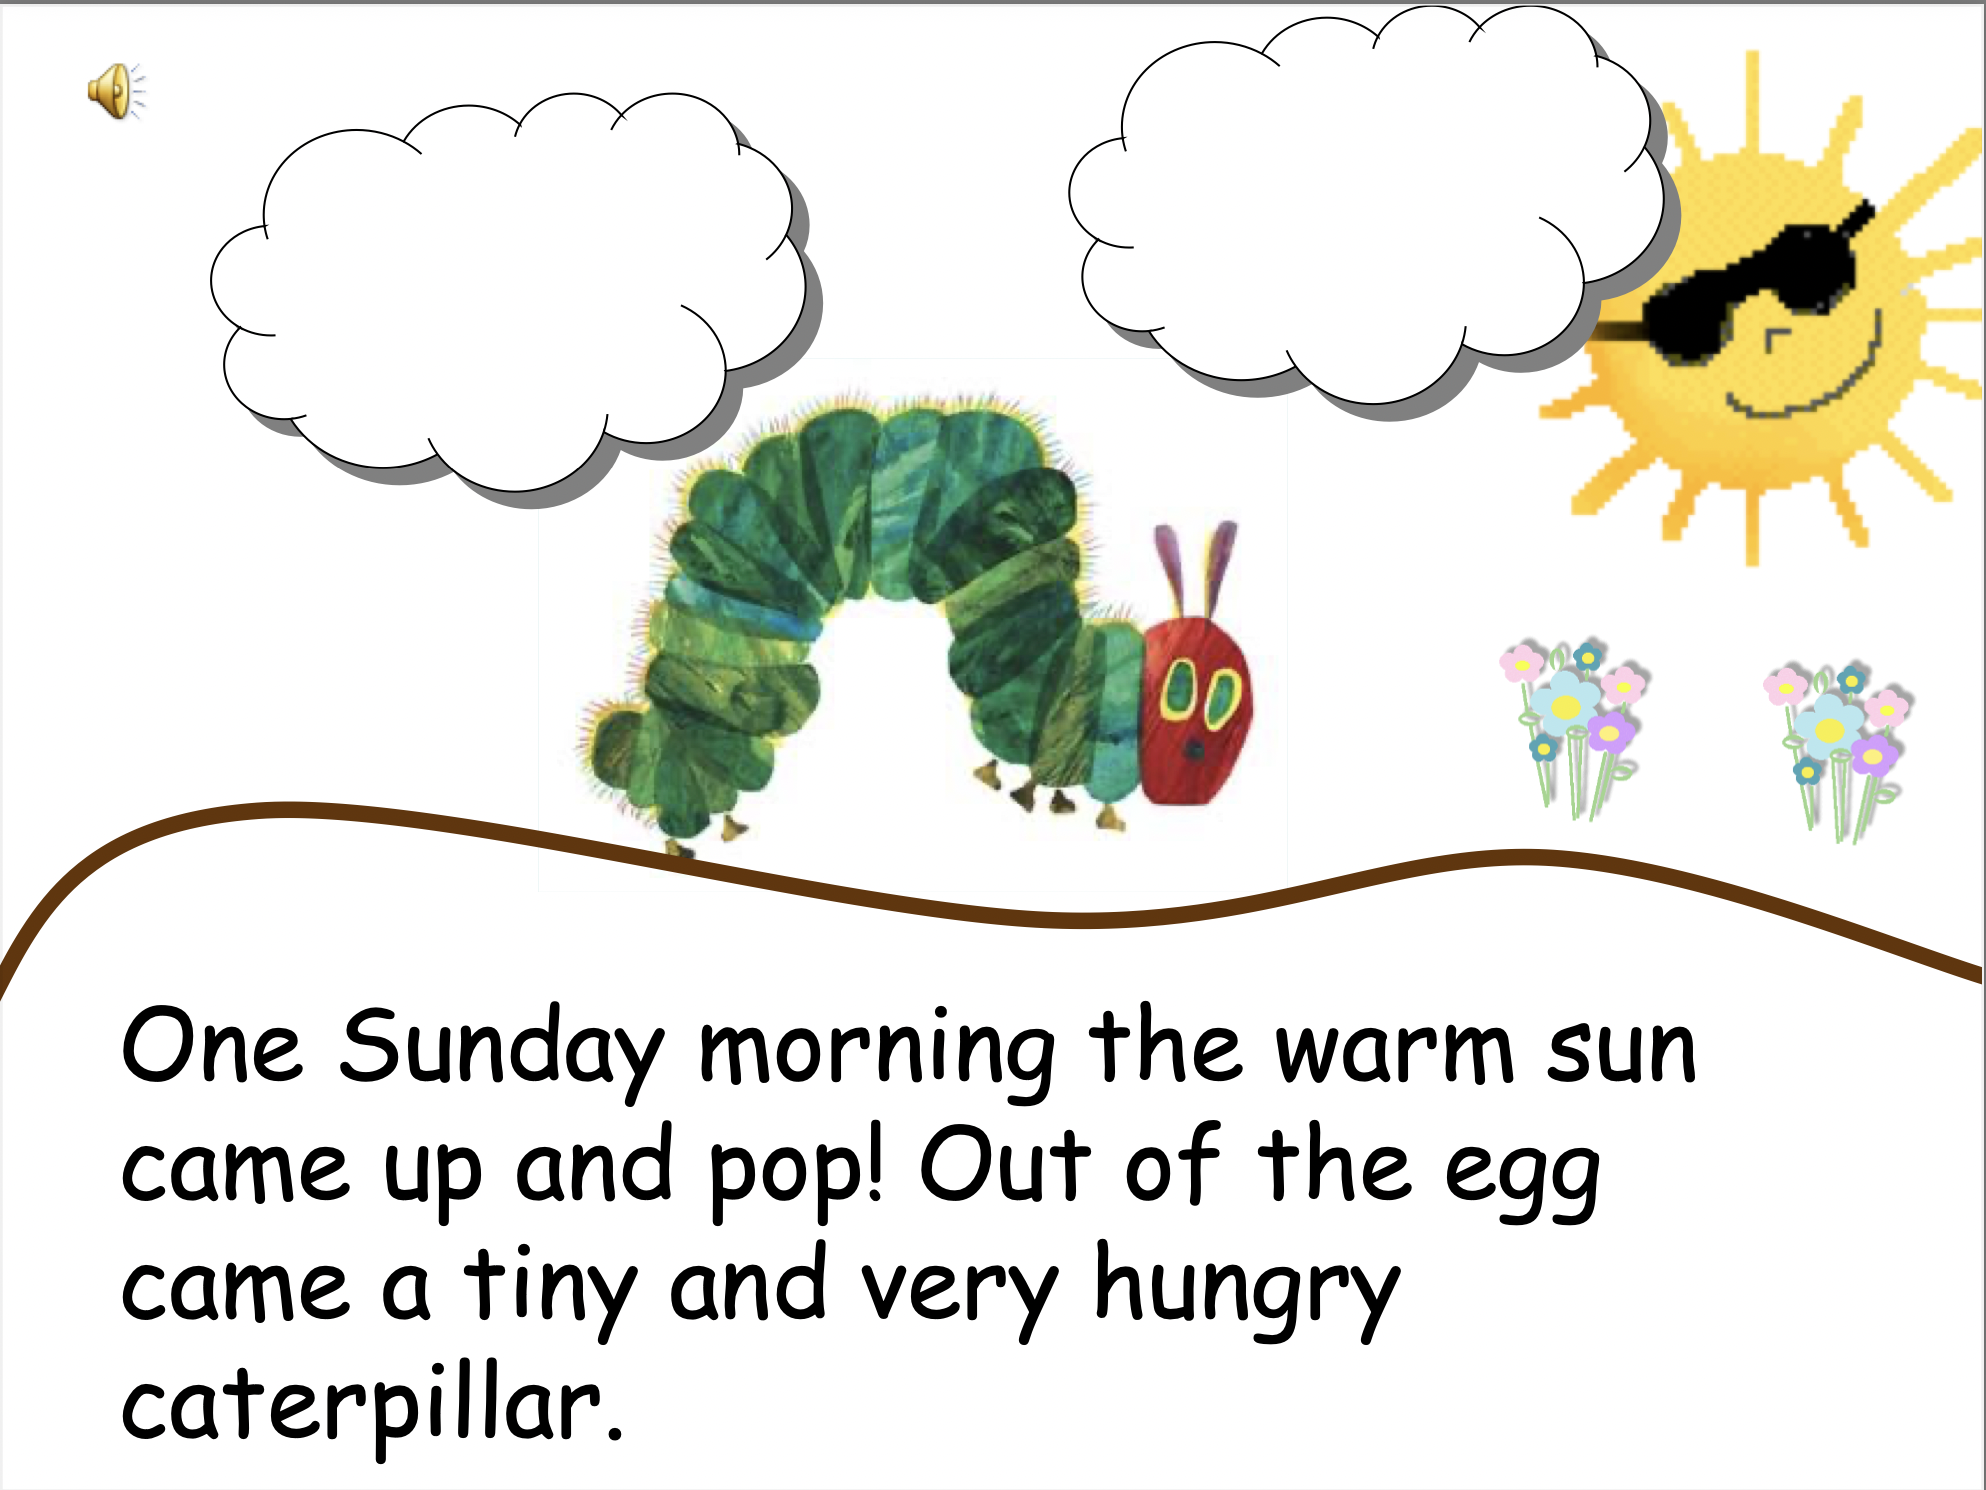 One Sunday morning the warm sun
came up and pop! Out of the egg
came a tiny and very hungry
caterpillar.